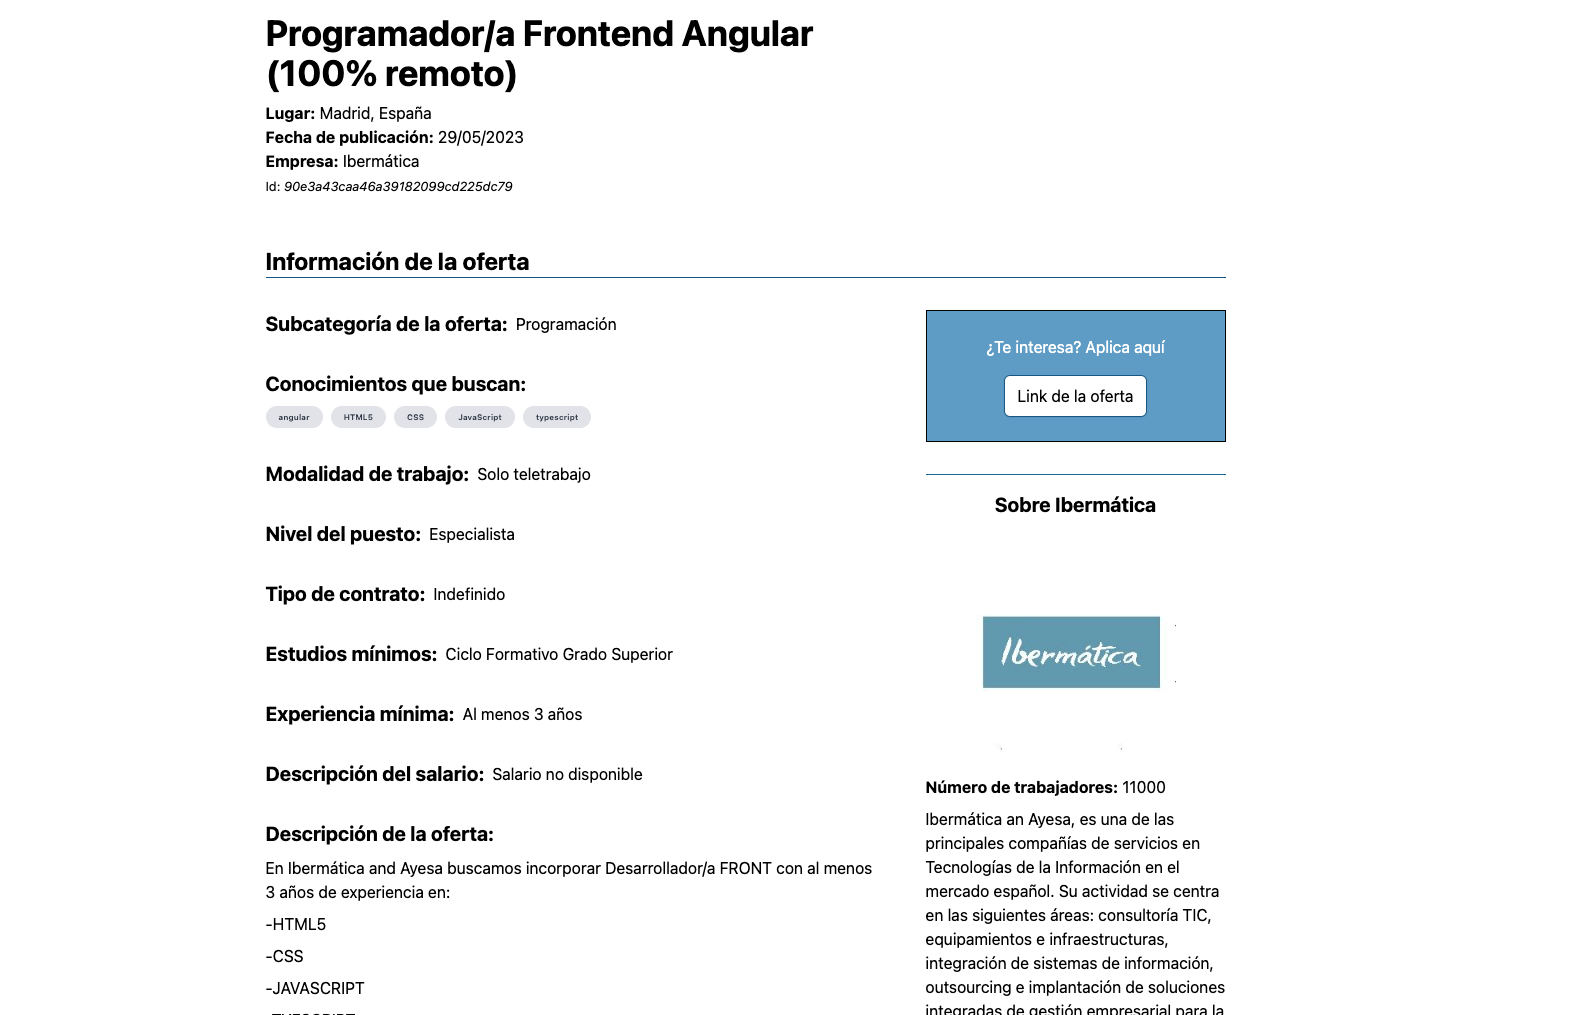 Programador/a Frontend Angular
(100% remoto)
Lugar: Madrid, España
Fecha de publicación: 29/05/2023
Empresa: Ibermática
Id: 90e3a43caa46a39182099cd225dc79
Información de la oferta
Subcategoría de la oferta: Programación
Conocimientos que buscan:
angular HTML5 CSS JavaScript typescript
Modalidad de trabajo: Solo teletrabajo
Nivel del puesto: Especialista
Tipo de contrato: Indefinido
Estudios mínimos: Ciclo Formativo Grado Superior
Experiencia mínima: Al menos 3 años
Descripción del salario: Salario no disponible
Descripción de la oferta:
En Ibermática and Ayesa buscamos incorporar Desarrollador/a FRONT con al menos
3 años de experiencia en:
-HTML5
-CSS
-JAVASCRIPT
¿Te interesa? Aplica aquí
Link de la oferta
Sobre Ibermática
Ibermática
Número de trabajadores: 11000
Ibermática an Ayesa, es una de las
principales compañías de servicios en
Tecnologías de la Información en el
mercado español. Su actividad se centra
en las siguientes áreas: consultoría TIC,
equipamientos e infraestructuras,
integración de sistemas de información,
outsourcing e implantación de soluciones
integradas de gestión empresarial para la